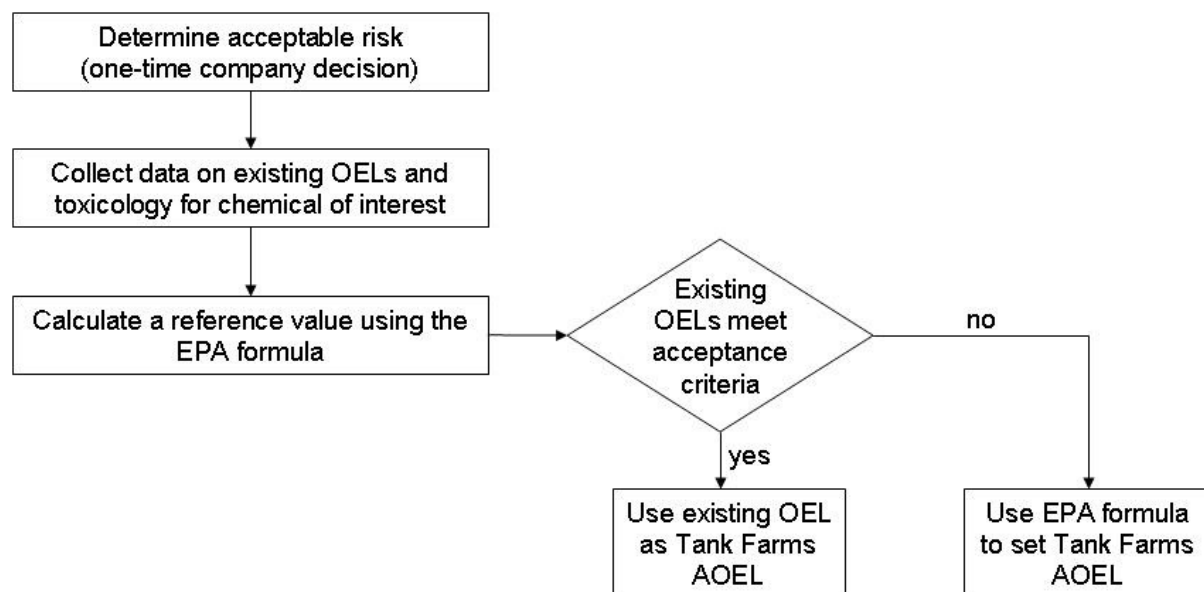 Determine acceptable risk
(one-time company decision)
Collect data on existing OELs and
toxicology for chemical of interest
Calculate a reference value using the
EPA formula
Existing
OELs meet
acceptance
criteria
no
yes
Use existing OEL
as Tank Farms
AOEL
Use EPA formula
to set Tank Farms
AOEL